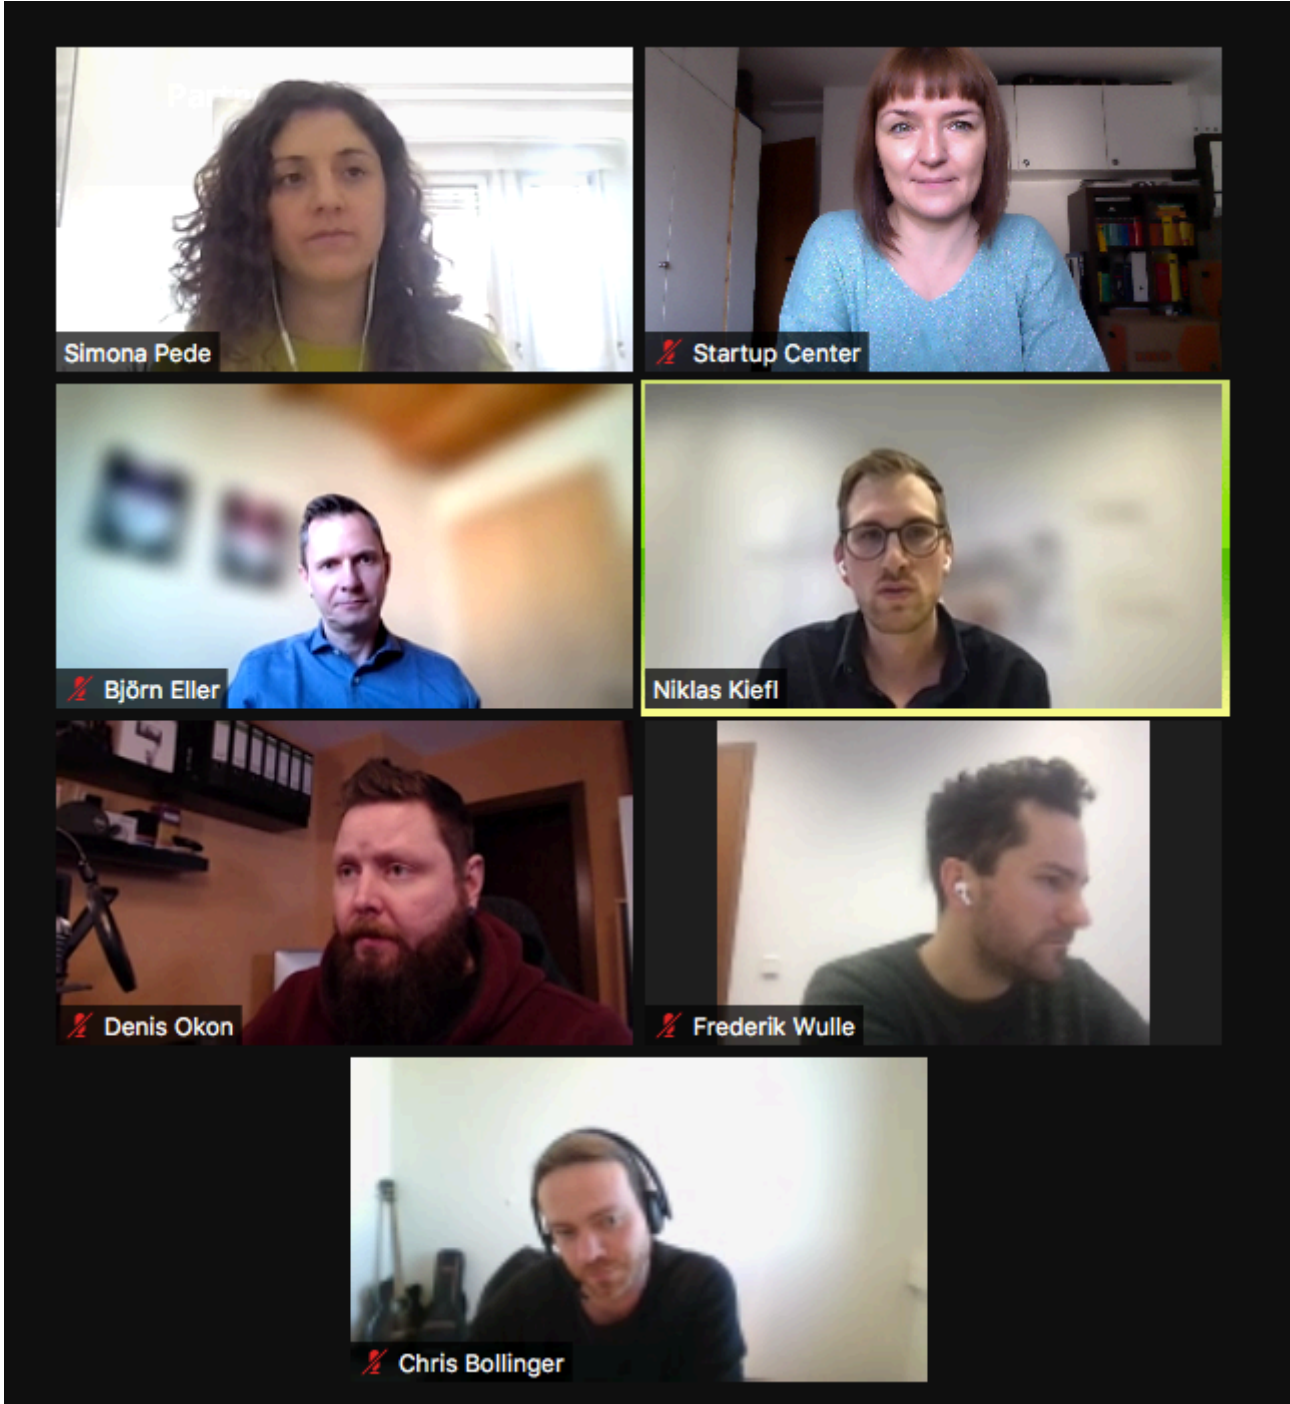 Simona Pede
Startup Center
Björn Eller
Niklas Kiefl
Denis Okon
Frederik Wulle
Chris Bollinger